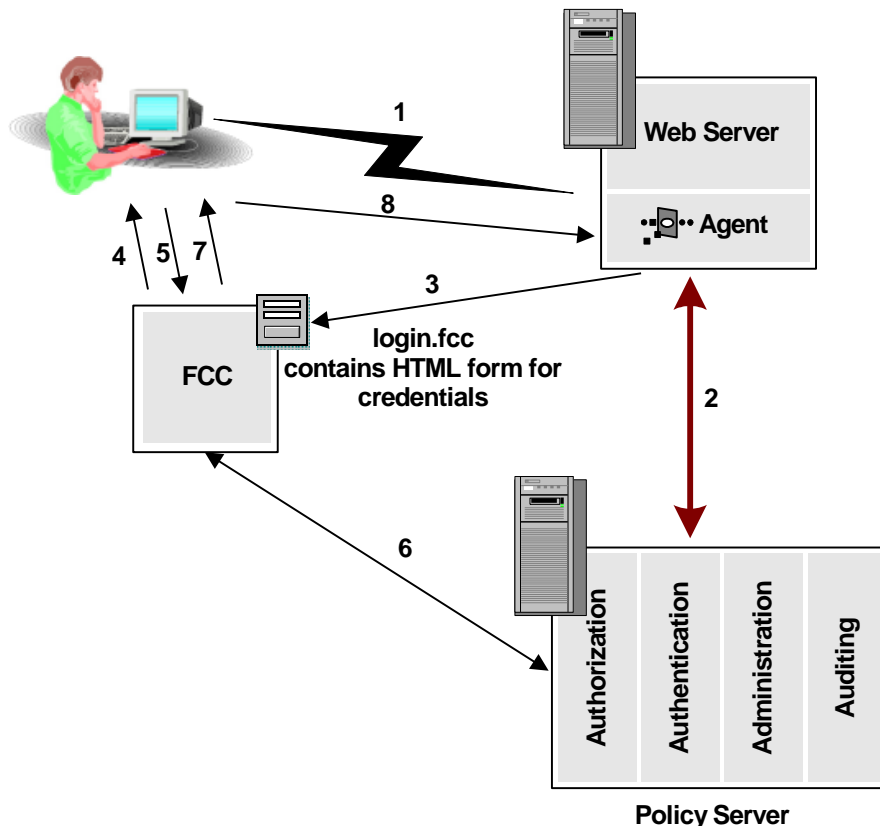 1
Web Server
8
Agent
4
5
7
3
login.fcc
contains HTML form for
credentials
FCC
2
6
Authorization
Authentication
Administration
Auditing
Policy Server